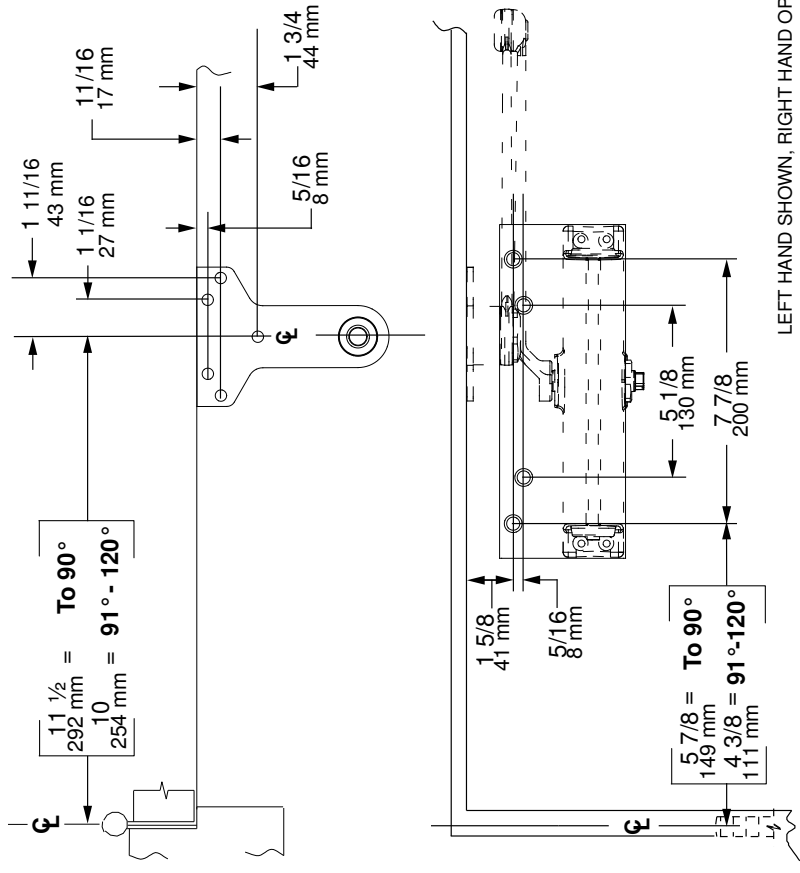 1 11/16
43 mm
1 1/16
27 mm
11/16
17 mm
1 3/4
44 mm
5/16
8 mm
11 ½
292 mm = To 90°
10
254 mm = 91°- 120°
℄
℄
1 5/8
41 mm
5/16
8 mm
5 1/8
130 mm
7 7/8
200 mm
5 7/8
149 mm = To 90°
4 3/8
111 mm = 91°-120°
℄
LEFT HAND SHOWN, RIGHT HAND